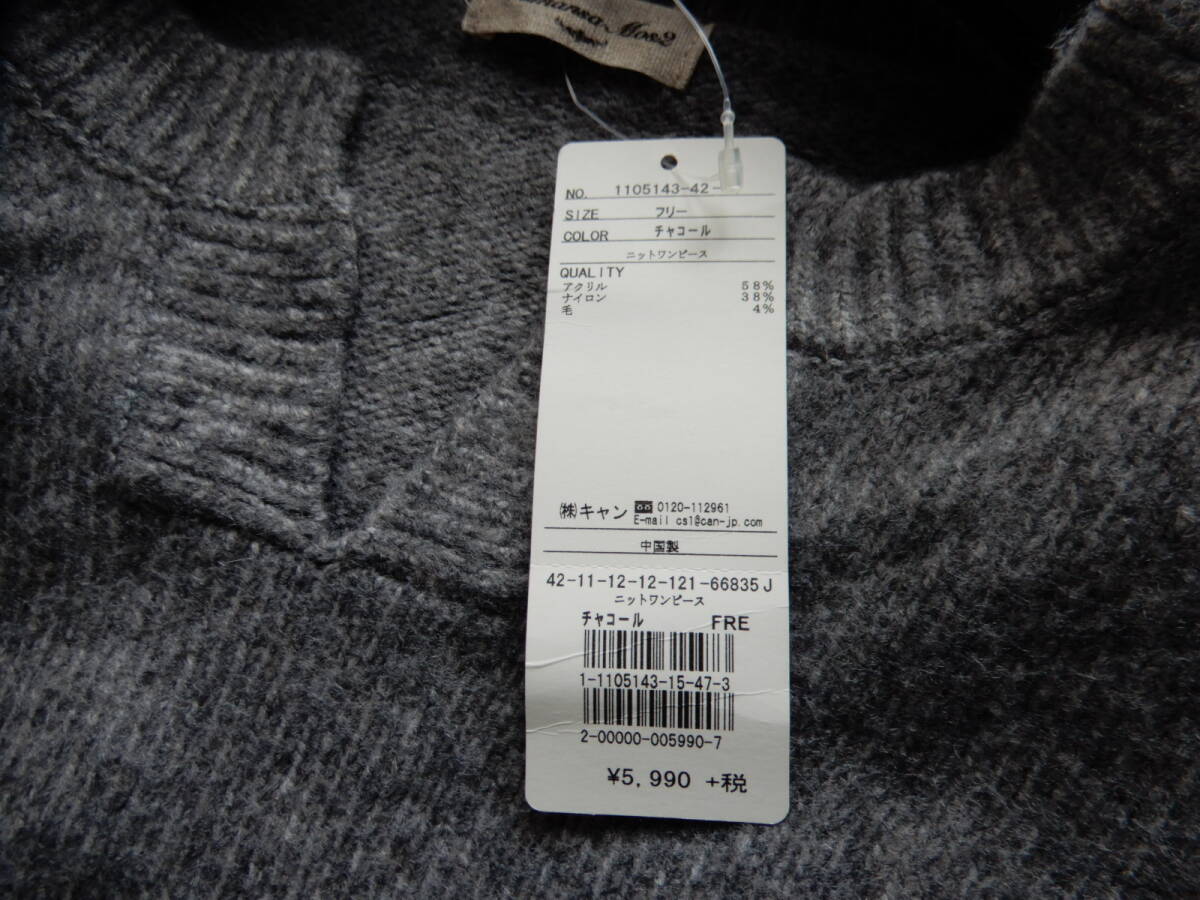 Mos2
NO. 1105143-42-
SIZE フリー
COLOR チャコール
ニットワンピース
QUALITY
アクリル 58%
ナイロン 38%
毛 4%
㈱キャン 0120-112961
E-mail cs1@can-jp.com
中国製
42-11-12-12-121-66835 J
ニットワンピース
チャコール FRE
1-1105143-15-47-3
2-00000-005990-7
¥5,990 +税